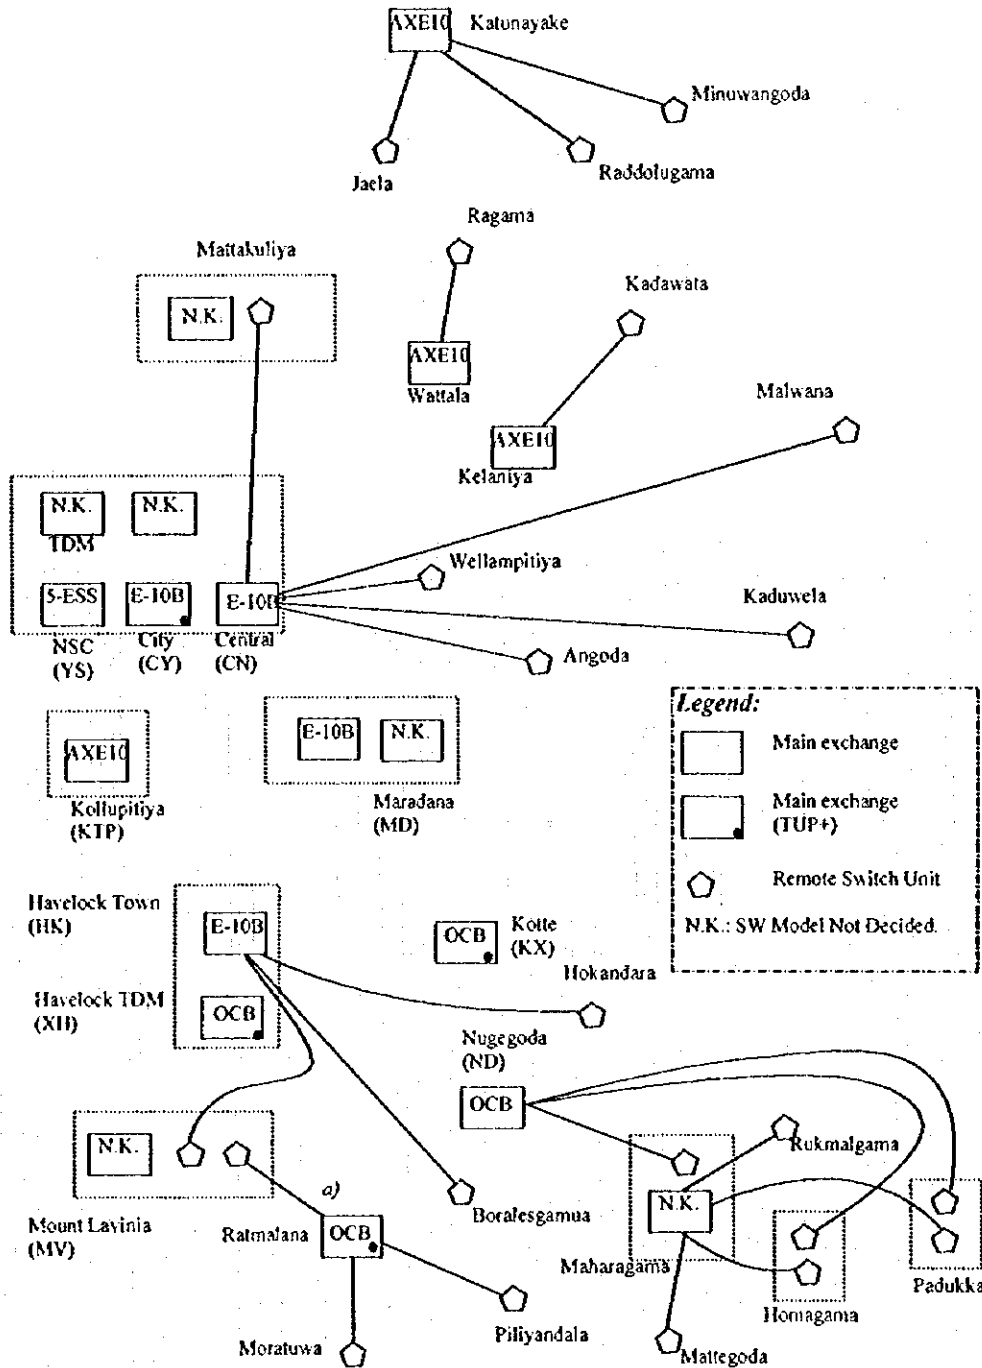 AXE10 Katunayake
Minuwangoda
Jaela
Raddolugama
Ragama
Mattakuliya
Kadawata
N.K.
AXE10
Wattala
Malwana
AXE10
Kelaniya
N.K. N.K.
TDM
Wellampitiya
5-ESS E-10B E-10B
Kaduwela
NSC City Central
(YS) (CY) (CN)
Angoda
Legend:
Main exchange
Main exchange
(TUP+)
Remote Switch Unit
N.K.: SW Model Not Decided.
AXE10
Kollupitiya
(KTP)
E-10B N.K.
Maradana
(MD)
Havelock Town
(HK)
E-10B
OCB
Kotte
(KX)
Hokandara
Havelock TDM
(XH)
OCB
Nugegoda
(ND)
OCB
N.K.
Rukmalgama
a)
Mount Lavinia
(MV)
Ratmalana
OCB
Boralesgamua
N.K.
Maharagama
Padukka
Homagama
Moratuwa
Piliyandala
Mattegoda